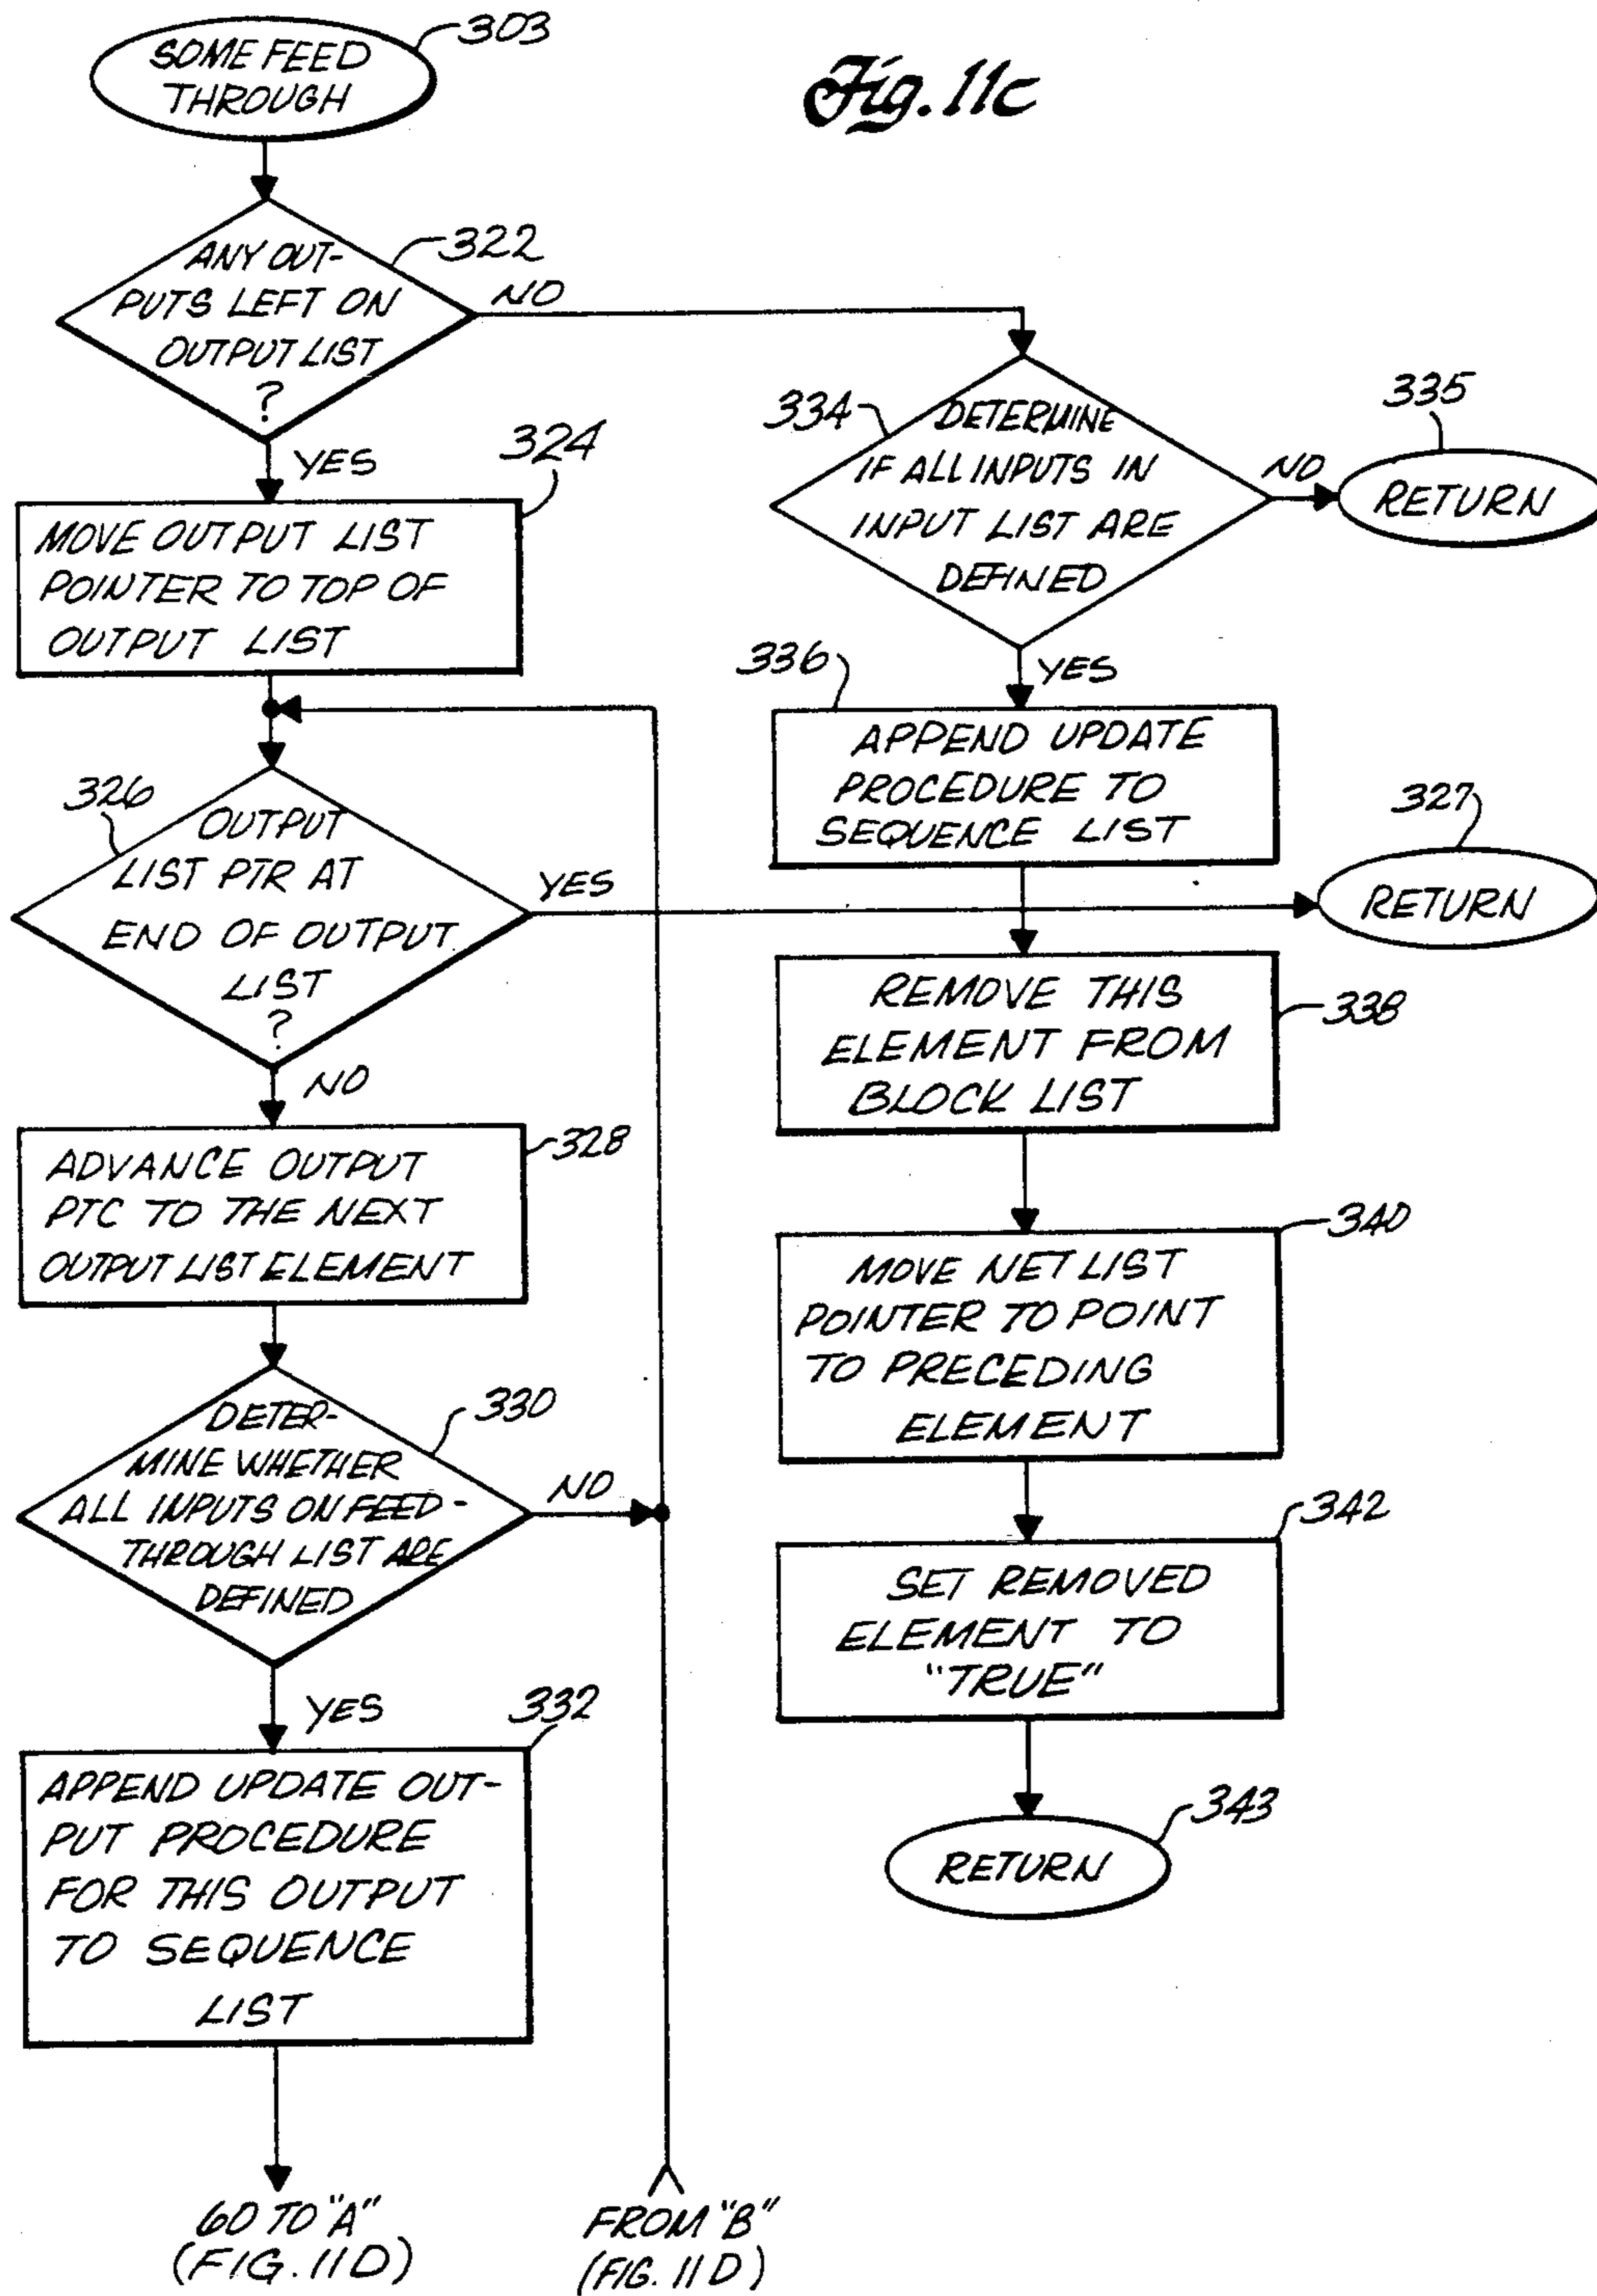 Fig. 11c
SOME FEED
THROUGH
303
ANY OUT-
PUTS LEFT ON
OUTPUT LIST
?
322
NO
YES
324
MOVE OUTPUT LIST
POINTER TO TOP OF
OUTPUT LIST
326
OUTPUT
LIST PTR AT
END OF OUTPUT
LIST
?
YES
NO
327
RETURN
328
ADVANCE OUTPUT
PTC TO THE NEXT
OUTPUT LIST ELEMENT
330
DETER-
MINE WHETHER
ALL INPUTS ON FEED-
THROUGH LIST ARE
DEFINED
NO
YES
332
APPEND UPDATE OUT-
PUT PROCEDURE
FOR THIS OUTPUT
TO SEQUENCE
LIST
GO TO "A"
(FIG. 11D)
FROM "B"
(FIG. 11D)
334
DETERMINE
IF ALL INPUTS IN
INPUT LIST ARE
DEFINED
NO
335
RETURN
YES
336
APPEND UPDATE
PROCEDURE TO
SEQUENCE LIST
338
REMOVE THIS
ELEMENT FROM
BLOCK LIST
340
MOVE NET LIST
POINTER TO POINT
TO PRECEDING
ELEMENT
342
SET REMOVED
ELEMENT TO
"TRUE"
343
RETURN